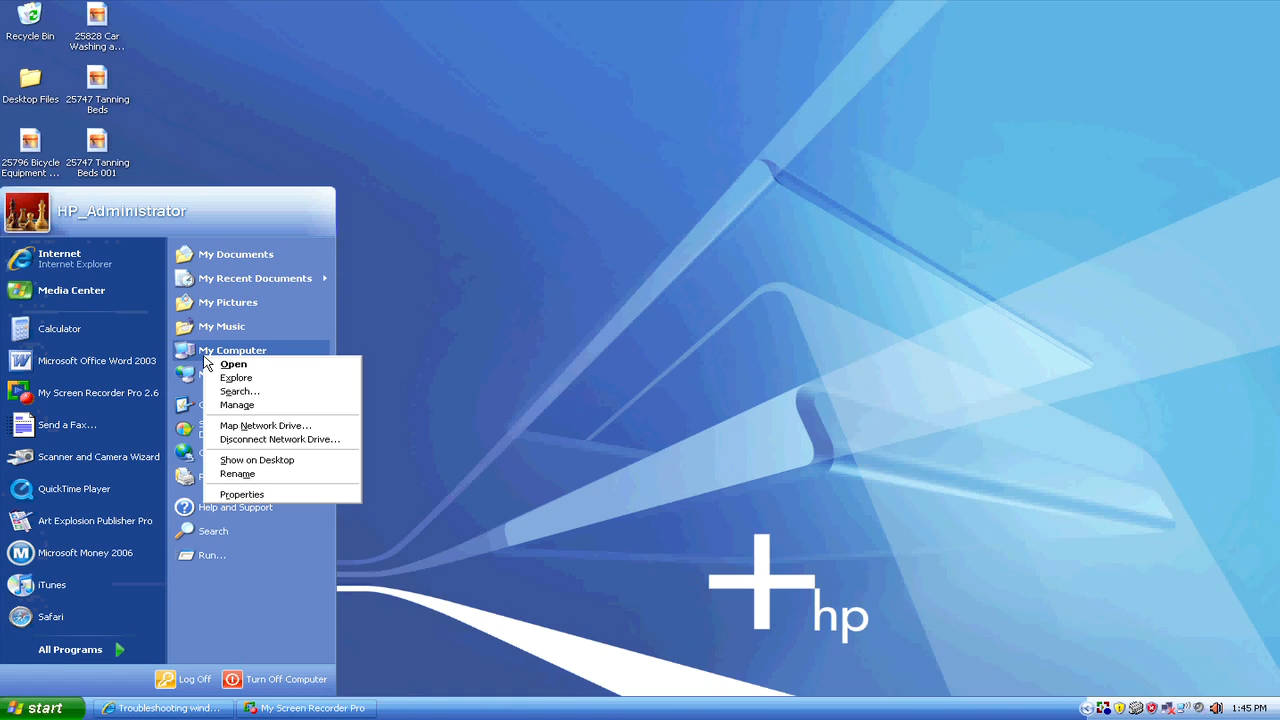 Recycle Bin
25828 Car
Washing a...
Desktop Files
25747 Tanning
Beds
25796 Bicycle
Equipment ...
25747 Tanning
Beds 001
HP_Administrator
Internet
Internet Explorer
Media Center
Calculator
Microsoft Office Word 2003
My Screen Recorder Pro 2.6
Send a Fax...
Scanner and Camera Wizard
QuickTime Player
Art Explosion Publisher Pro
Microsoft Money 2006
iTunes
Safari
All Programs
My Documents
My Recent Documents
My Pictures
My Music
My Computer
Open
Explore
Search...
Manage
Map Network Drive...
Disconnect Network Drive...
Show on Desktop
Rename
Properties
Help and Support
Search
Run...
Log Off
Turn Off Computer
hp
start
Troubleshooting wind...
My Screen Recorder Pro
1:45 PM